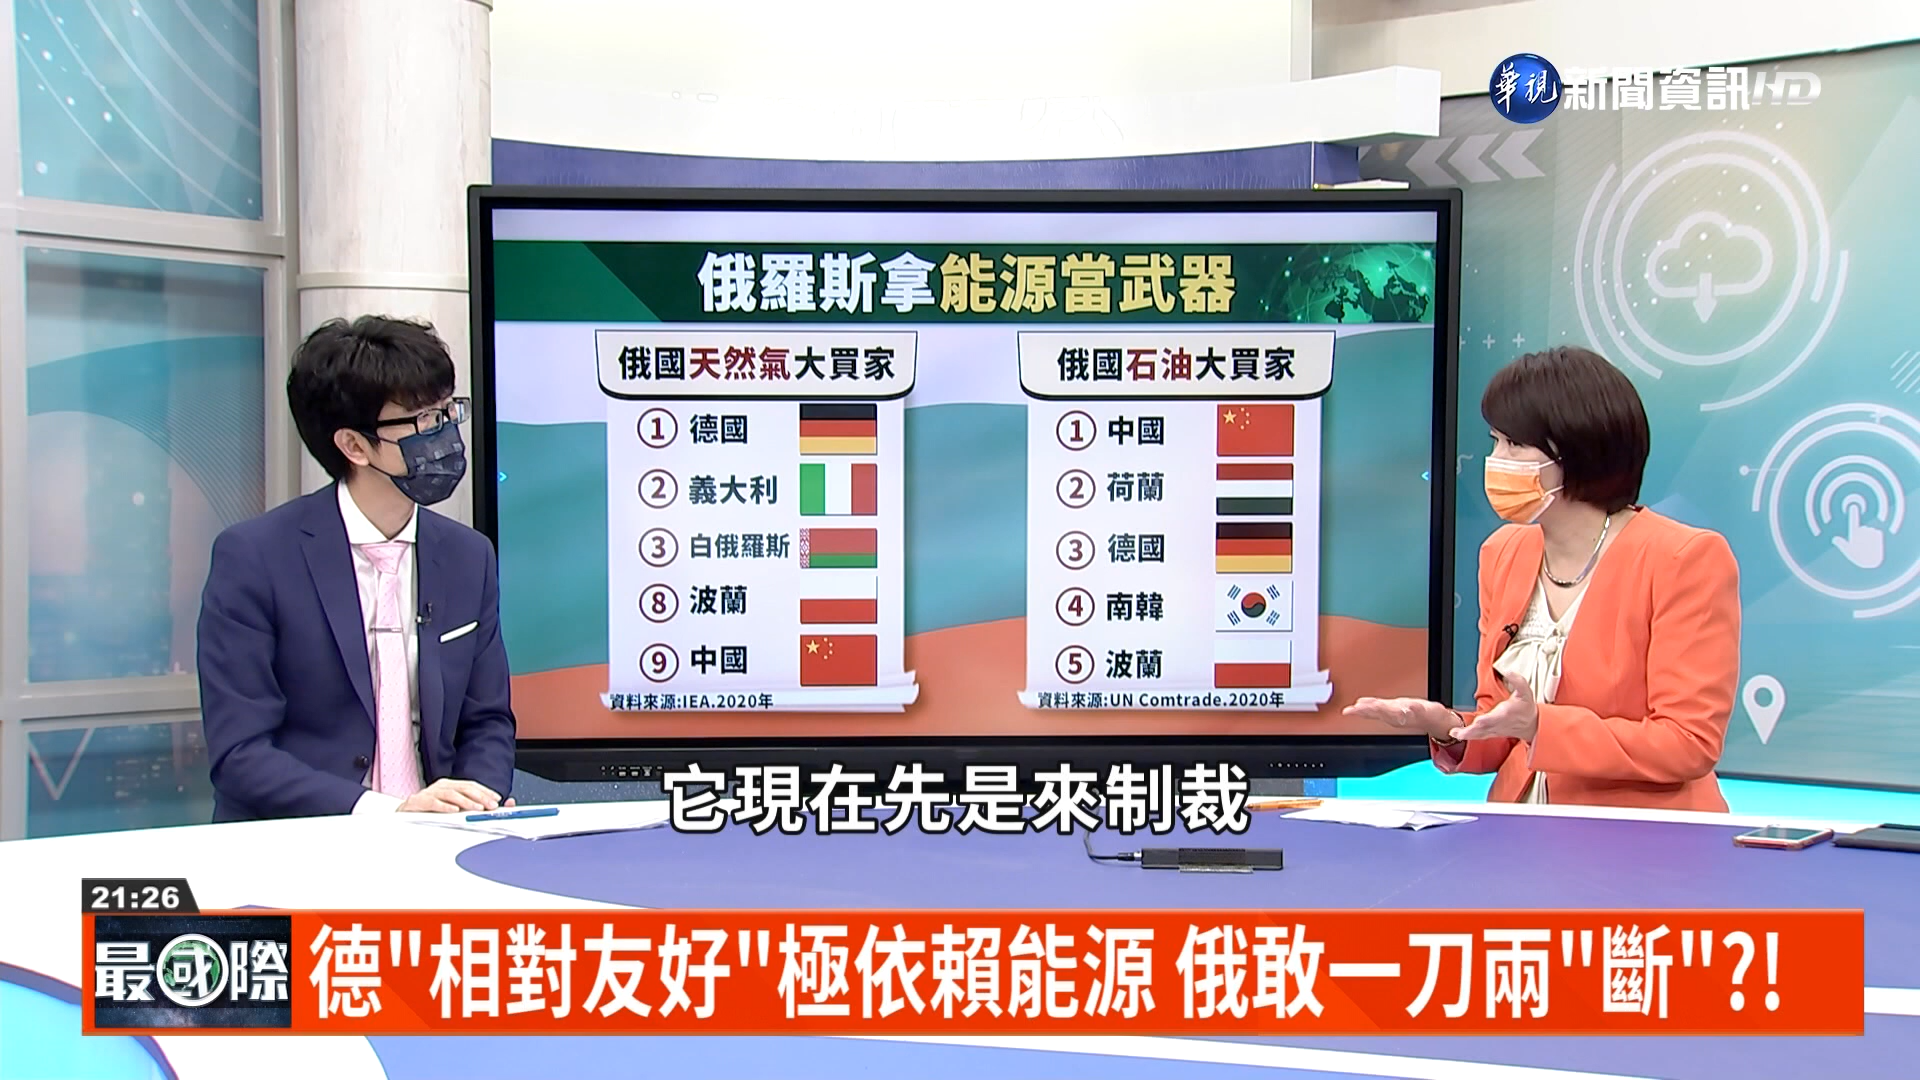 華視 新聞資訊HD
俄羅斯拿能源當武器
俄國天然氣大買家
① 德國
② 義大利
③ 白俄羅斯
⑧ 波蘭
⑨ 中國
資料來源:IEA.2020年
俄國石油大買家
① 中國
② 荷蘭
③ 德國
④ 南韓
⑤ 波蘭
資料來源:UN Comtrade.2020年
它現在先是來制裁
21:26
最國際
德"相對友好"極依賴能源 俄敢一刀兩"斷"?!